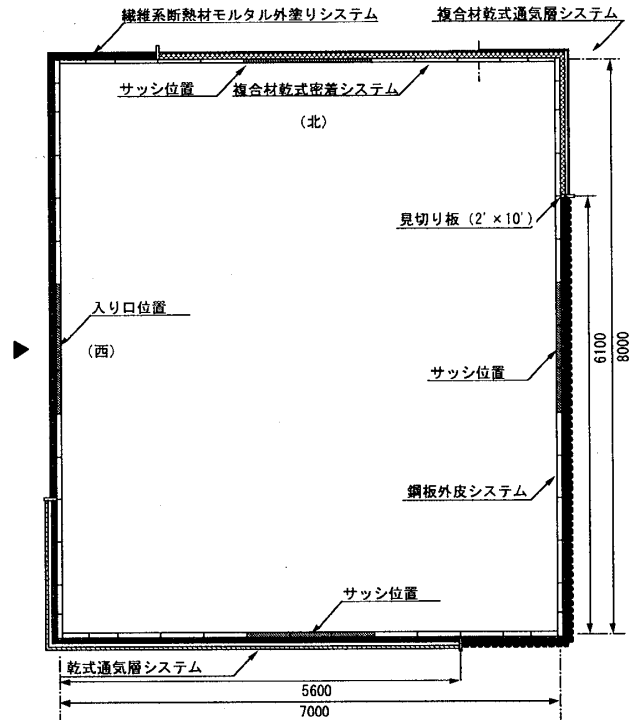 繊維系断熱材モルタル外塗りシステム
複合材乾式通気層システム
サッシ位置
複合材乾式密着システム
(北)
見切り板 (2'×10')
入り口位置
(西)
サッシ位置
6100
8000
鋼板外皮システム
サッシ位置
乾式通気層システム
5600
7000